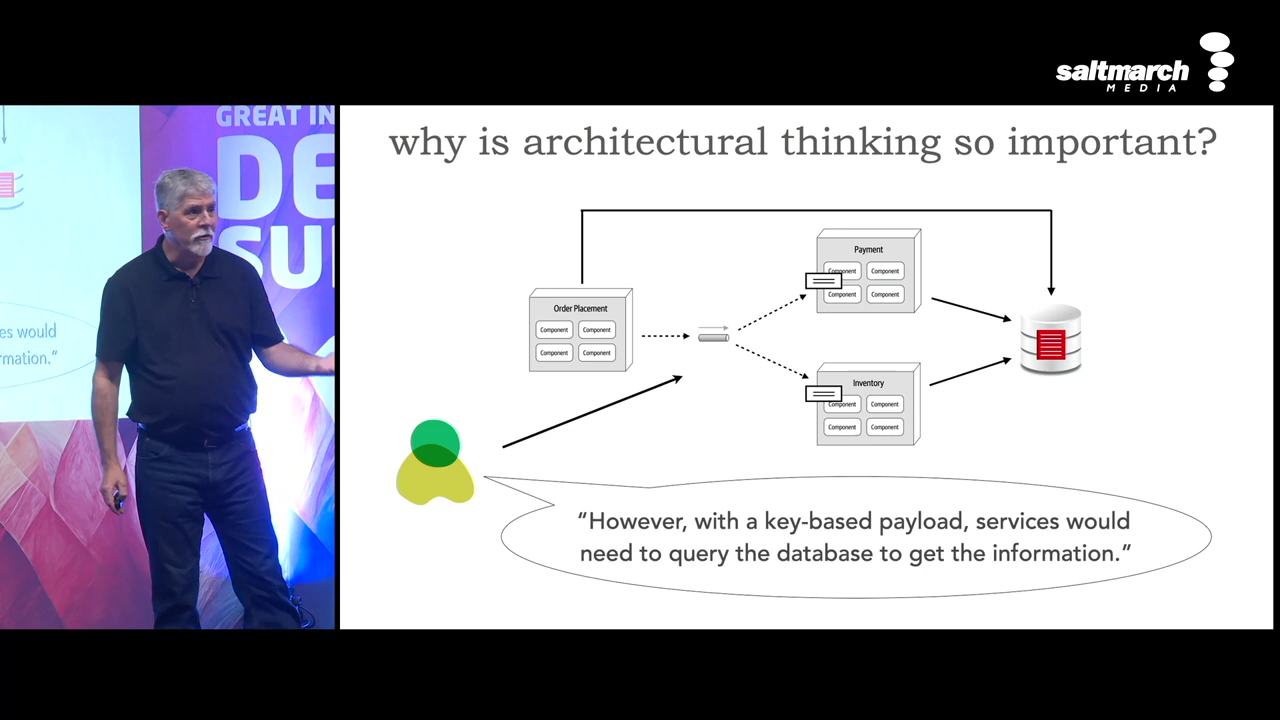 saltmarch
MEDIA
GREAT IN
DE
SU
es would
rmation.”
why is architectural thinking so important?
Payment
Component Component
Component Component
Order Placement
Component Component
Component Component
Inventory
Component Component
Component Component
“However, with a key-based payload, services would
need to query the database to get the information.”